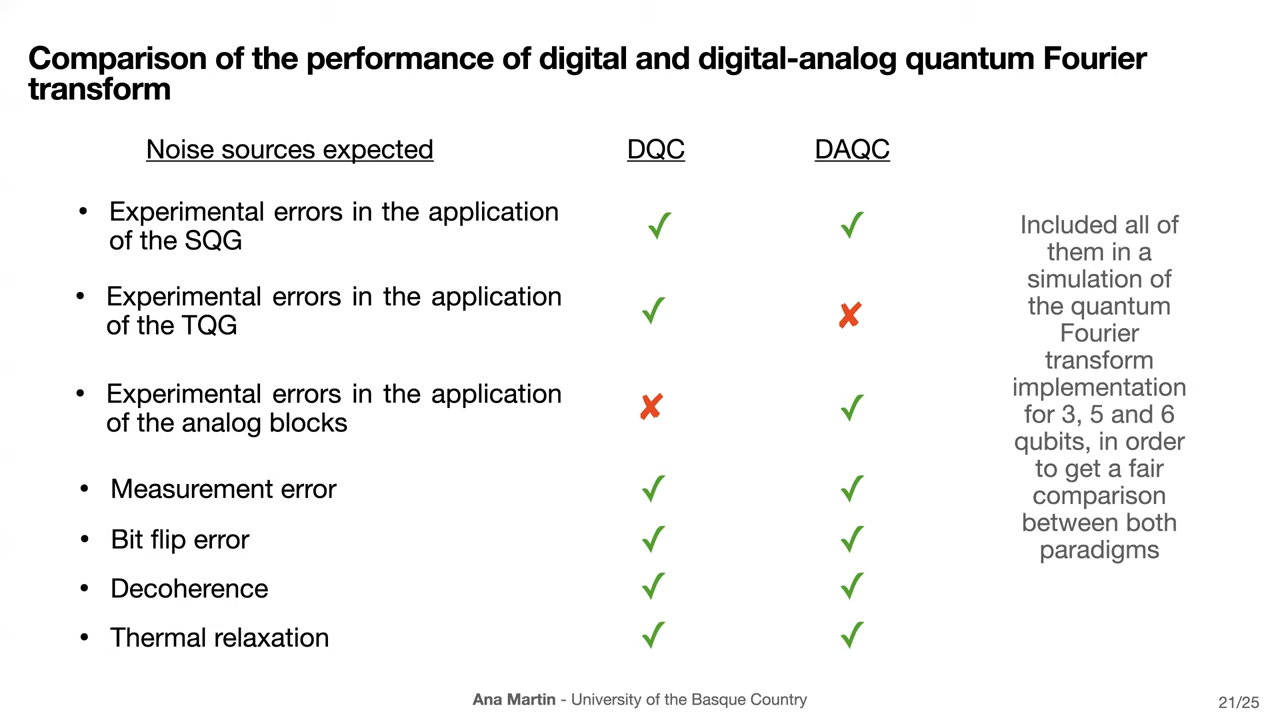 Comparison of the performance of digital and digital-analog quantum Fourier
transform
Noise sources expected
DQC
DAQC
• Experimental errors in the application
of the SQG
✓
✓
• Experimental errors in the application
of the TQG
✓
✘
• Experimental errors in the application
of the analog blocks
✘
✓
• Measurement error
✓
✓
• Bit flip error
✓
✓
• Decoherence
✓
✓
• Thermal relaxation
✓
✓
Included all of
them in a
simulation of
the quantum
Fourier
transform
implementation
for 3, 5 and 6
qubits, in order
to get a fair
comparison
between both
paradigms
Ana Martin - University of the Basque Country
21/25